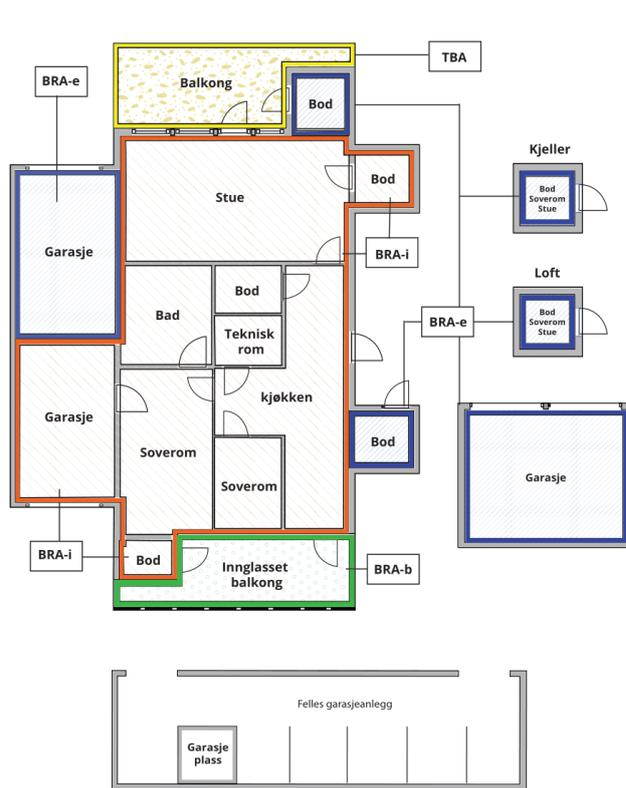 TBA
BRA-e
Balkong
Bod
Kjeller
Bod
Bod
Soverom
Stue
Stue
Garasje
BRA-i
Loft
Bod
Bad
Bod
Soverom
Stue
BRA-e
Teknisk
rom
kjøkken
Garasje
Bod
Soverom
Garasje
Soverom
BRA-i
Bod
Innglasset
balkong
BRA-b
Felles garasjeanlegg
Garasje
plass